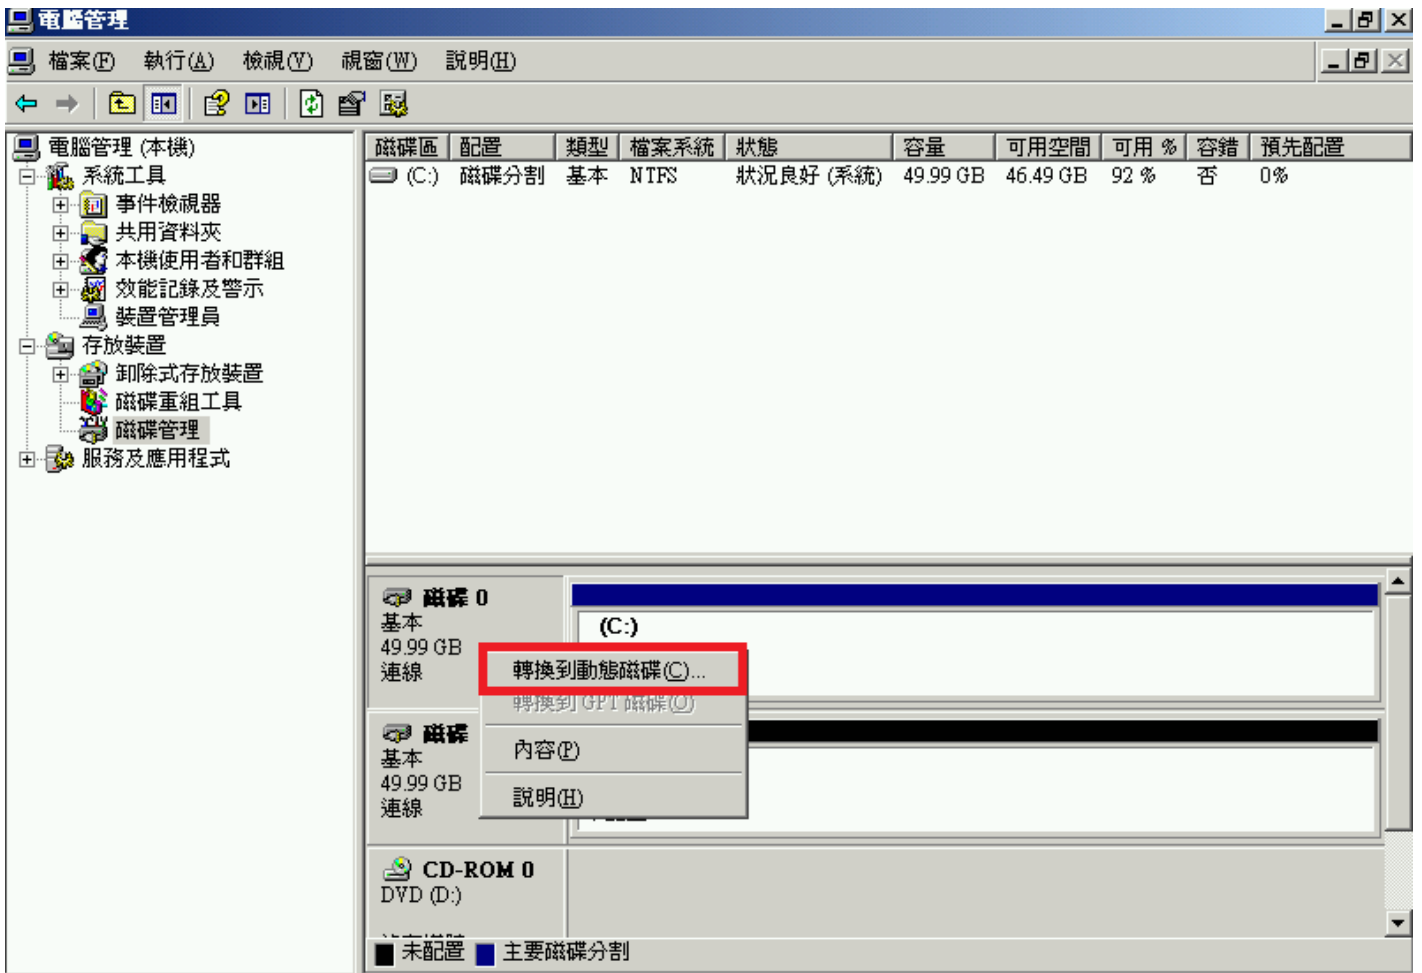 電腦管理
檔案(F) 執行(A) 檢視(V) 視窗(W) 說明(H)
電腦管理 (本機)
系統工具
事件檢視器
共用資料夾
本機使用者和群組
效能記錄及警示
裝置管理員
存放裝置
卸除式存放裝置
磁碟重組工具
磁碟管理
服務及應用程式
磁碟區 配置 類型 檔案系統 狀態 容量 可用空間 可用 % 容錯 預先配置
(C:) 磁碟分割 基本 NTFS 狀況良好 (系統) 49.99 GB 46.49 GB 92 % 否 0%
磁碟 0
基本
49.99 GB
連線
(C:)
轉換到動態磁碟(C)...
轉換到 GPT 磁碟(O)
內容(P)
說明(H)
磁碟
基本
49.99 GB
連線
CD-ROM 0
DVD (D:)
未配置 主要磁碟分割